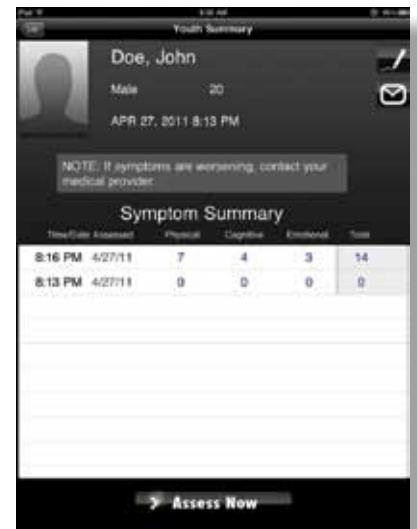 Youth Summary
Doe, John
Male 20
APR 27, 2011 8:13 PM
NOTE: If symptoms are worsening, contact your
medical provider
Symptom Summary
Time/Date Assessed Physical Cognitive Emotional Total
8:16 PM 4/27/11 7 4 3 14
8:13 PM 4/27/11 0 0 0 0
Assess Now